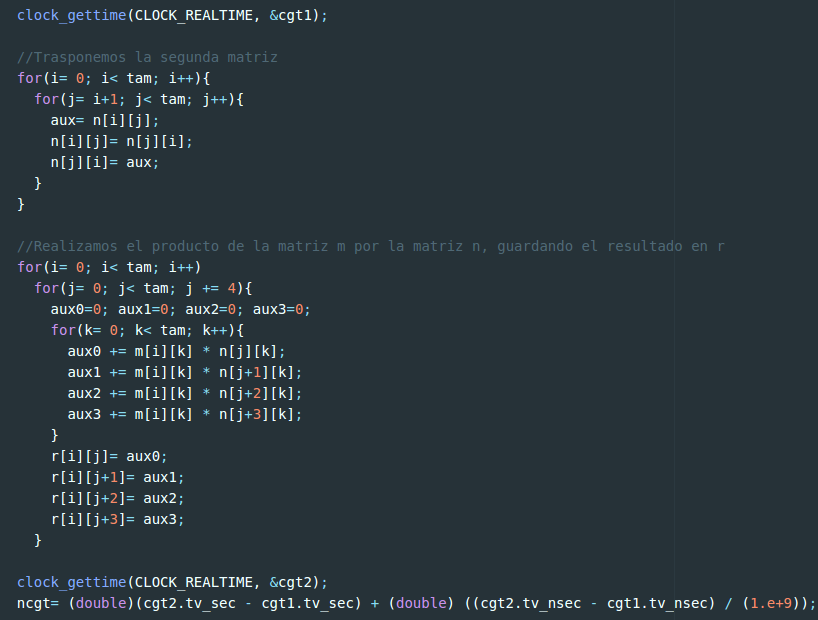 clock_gettime(CLOCK_REALTIME, &cgt1);

//Trasponemos la segunda matriz
for(i= 0; i< tam; i++){
  for(j= i+1; j< tam; j++){
    aux= n[i][j];
    n[i][j]= n[j][i];
    n[j][i]= aux;
  }
}

//Realizamos el producto de la matriz m por la matriz n, guardando el resultado en r
for(i= 0; i< tam; i++)
  for(j= 0; j< tam; j += 4){
    aux0=0; aux1=0; aux2=0; aux3=0;
    for(k= 0; k< tam; k++){
      aux0 += m[i][k] * n[j][k];
      aux1 += m[i][k] * n[j+1][k];
      aux2 += m[i][k] * n[j+2][k];
      aux3 += m[i][k] * n[j+3][k];
    }
    r[i][j]= aux0;
    r[i][j+1]= aux1;
    r[i][j+2]= aux2;
    r[i][j+3]= aux3;
  }

clock_gettime(CLOCK_REALTIME, &cgt2);
ncgt= (double)(cgt2.tv_sec - cgt1.tv_sec) + (double) ((cgt2.tv_nsec - cgt1.tv_nsec) / (1.e+9));